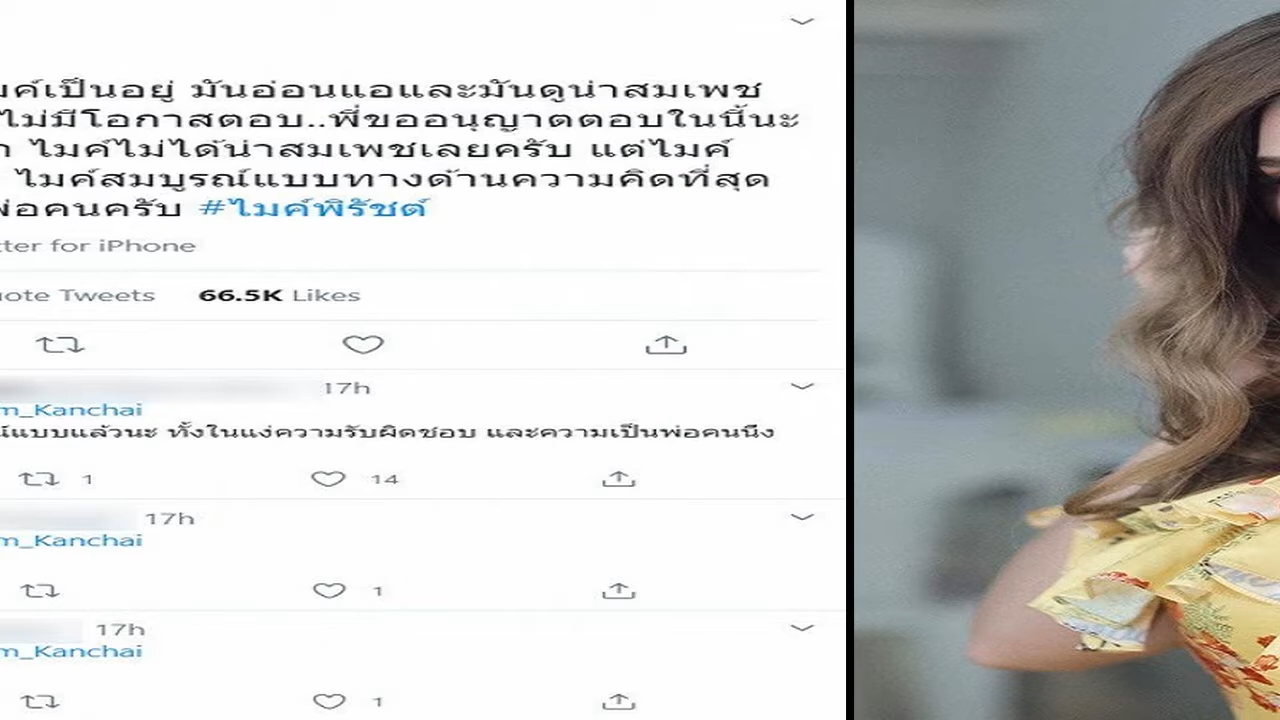 มค์เป็นอยู่ มันอ่อนแอและมันดูน่าสมเพช
ไม่มีโอกาสตอบ..พี่ขออนุญาตตอบในนี้นะ
ไมค์ไม่ได้น่าสมเพชเลยครับ แต่ไมค์
ไมค์สมบูรณ์แบบทางด้านความคิดที่สุด
พ่อคนครับ #ไมค์พิรัชต์
tter for iPhone
uote Tweets 66.5K Likes
17h
m_Kanchai
์แบบแล้วนะ ทั้งในแง่ความรับผิดชอบ และความเป็นพ่อคนนึง
1 14
17h
m_Kanchai
1
17h
m_Kanchai
1